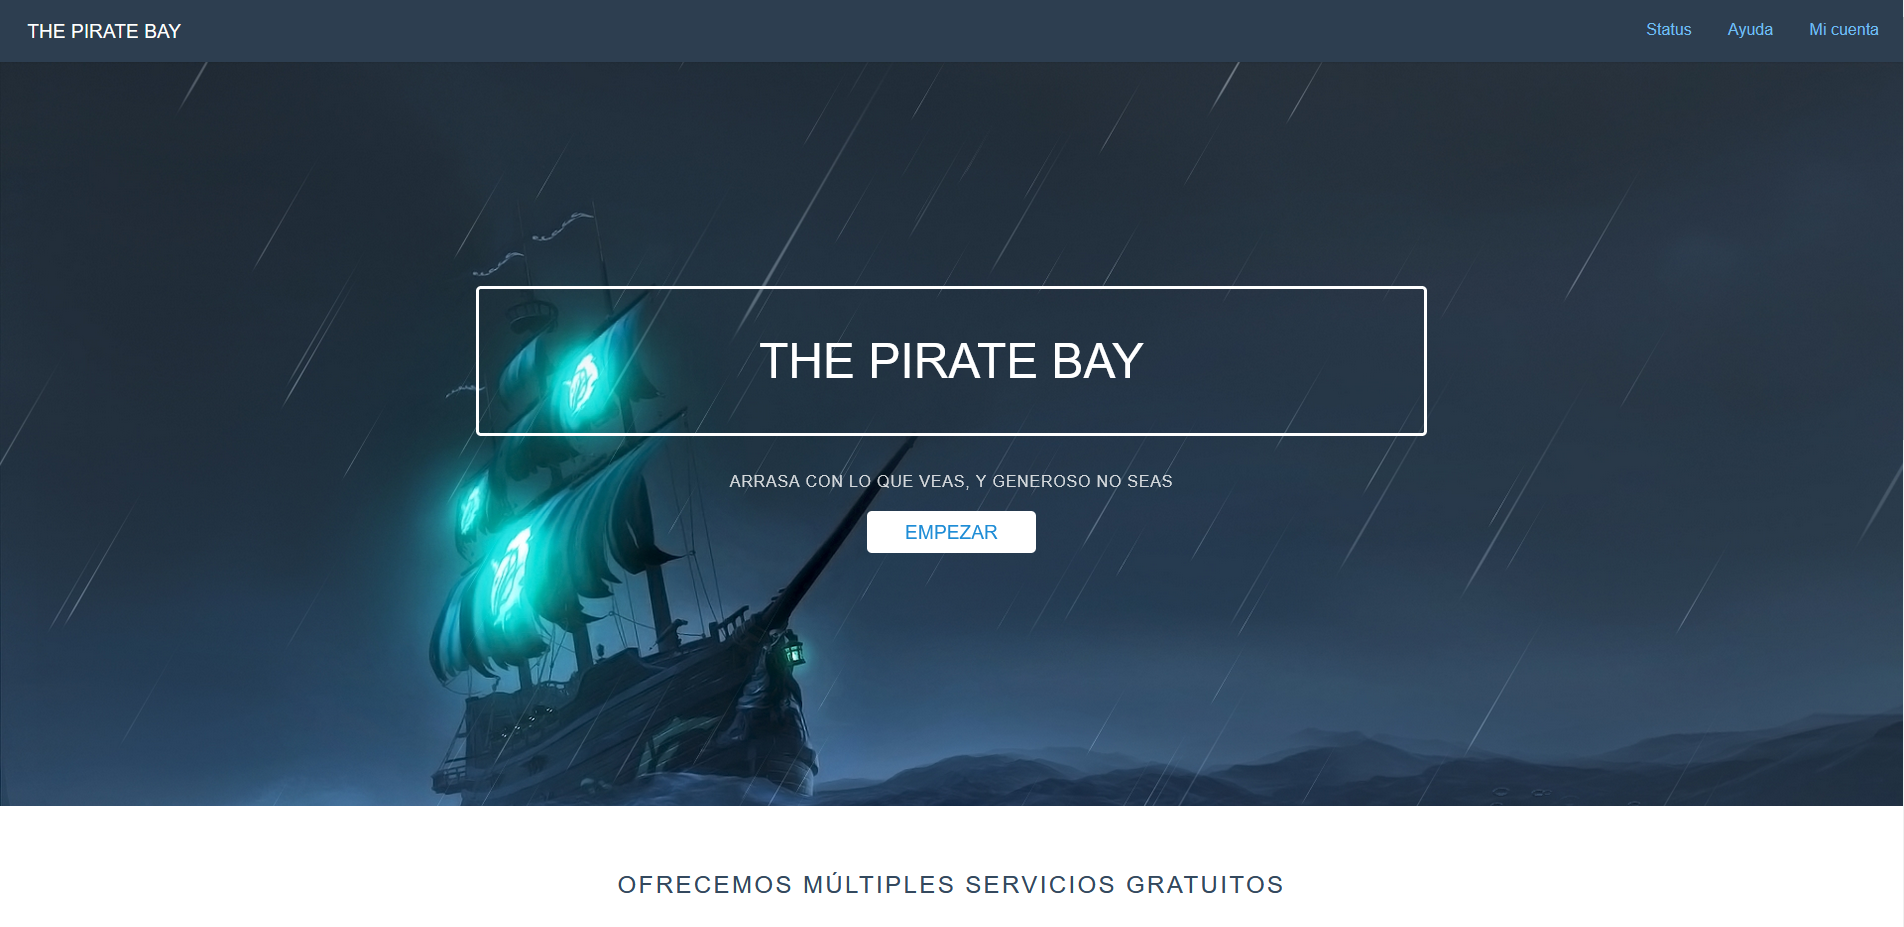 THE PIRATE BAY
Status
Ayuda
Mi cuenta
THE PIRATE BAY
ARRASA CON LO QUE VEAS, Y GENEROSO NO SEAS
EMPEZAR
OFRECEMOS MÚLTIPLES SERVICIOS GRATUITOS